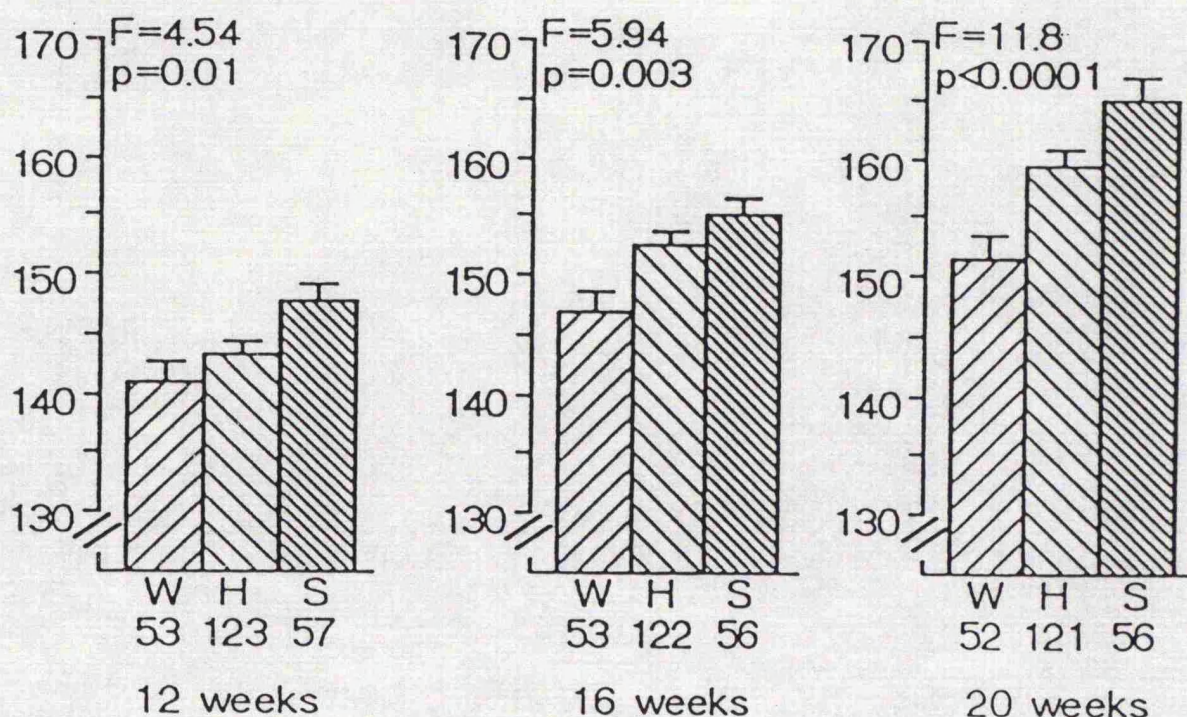 170
F=4.54
p=0.01
160
150
140
130
W H S
53 123 57
12 weeks
170
F=5.94
p=0.003
160
150
140
130
W H S
53 122 56
16 weeks
170
F=11.8
p<0.0001
160
150
140
130
W H S
52 121 56
20 weeks